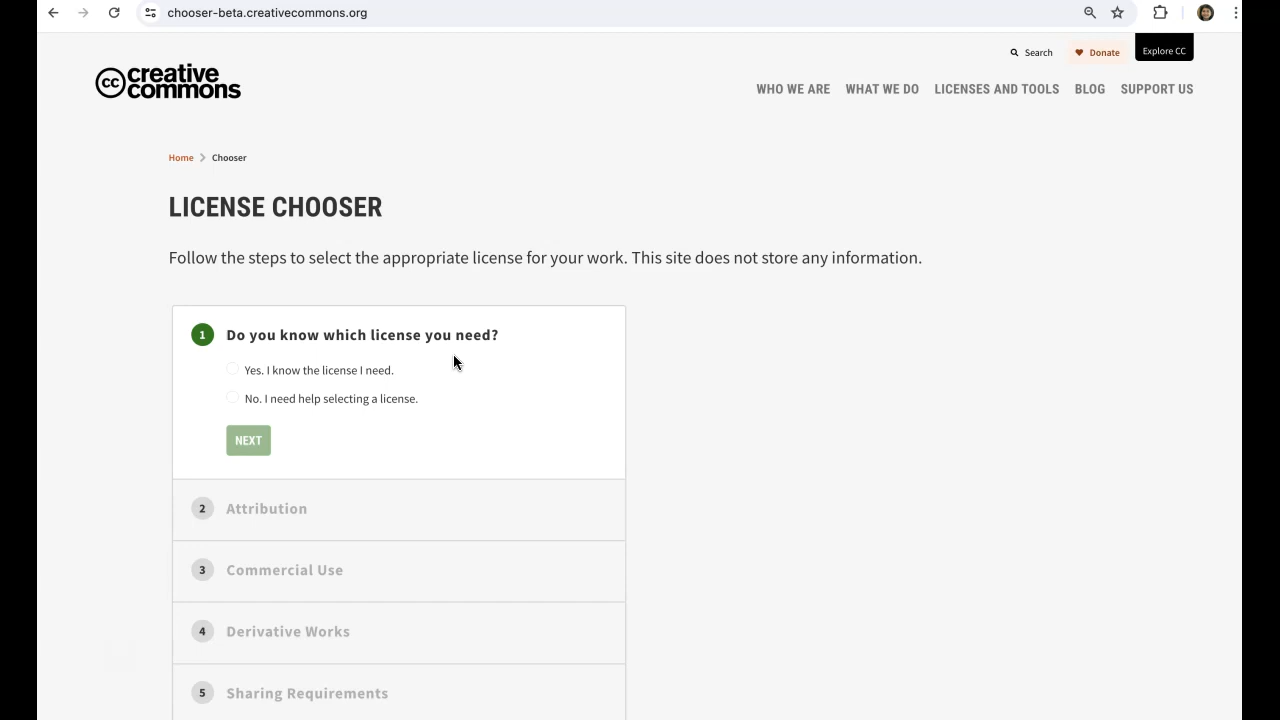 chooser-beta.creativecommons.org
Search
Donate
Explore CC
cc creative commons
WHO WE ARE
WHAT WE DO
LICENSES AND TOOLS
BLOG
SUPPORT US
Home > Chooser
LICENSE CHOOSER
Follow the steps to select the appropriate license for your work. This site does not store any information.
1 Do you know which license you need?
Yes. I know the license I need.
No. I need help selecting a license.
NEXT
2 Attribution
3 Commercial Use
4 Derivative Works
5 Sharing Requirements